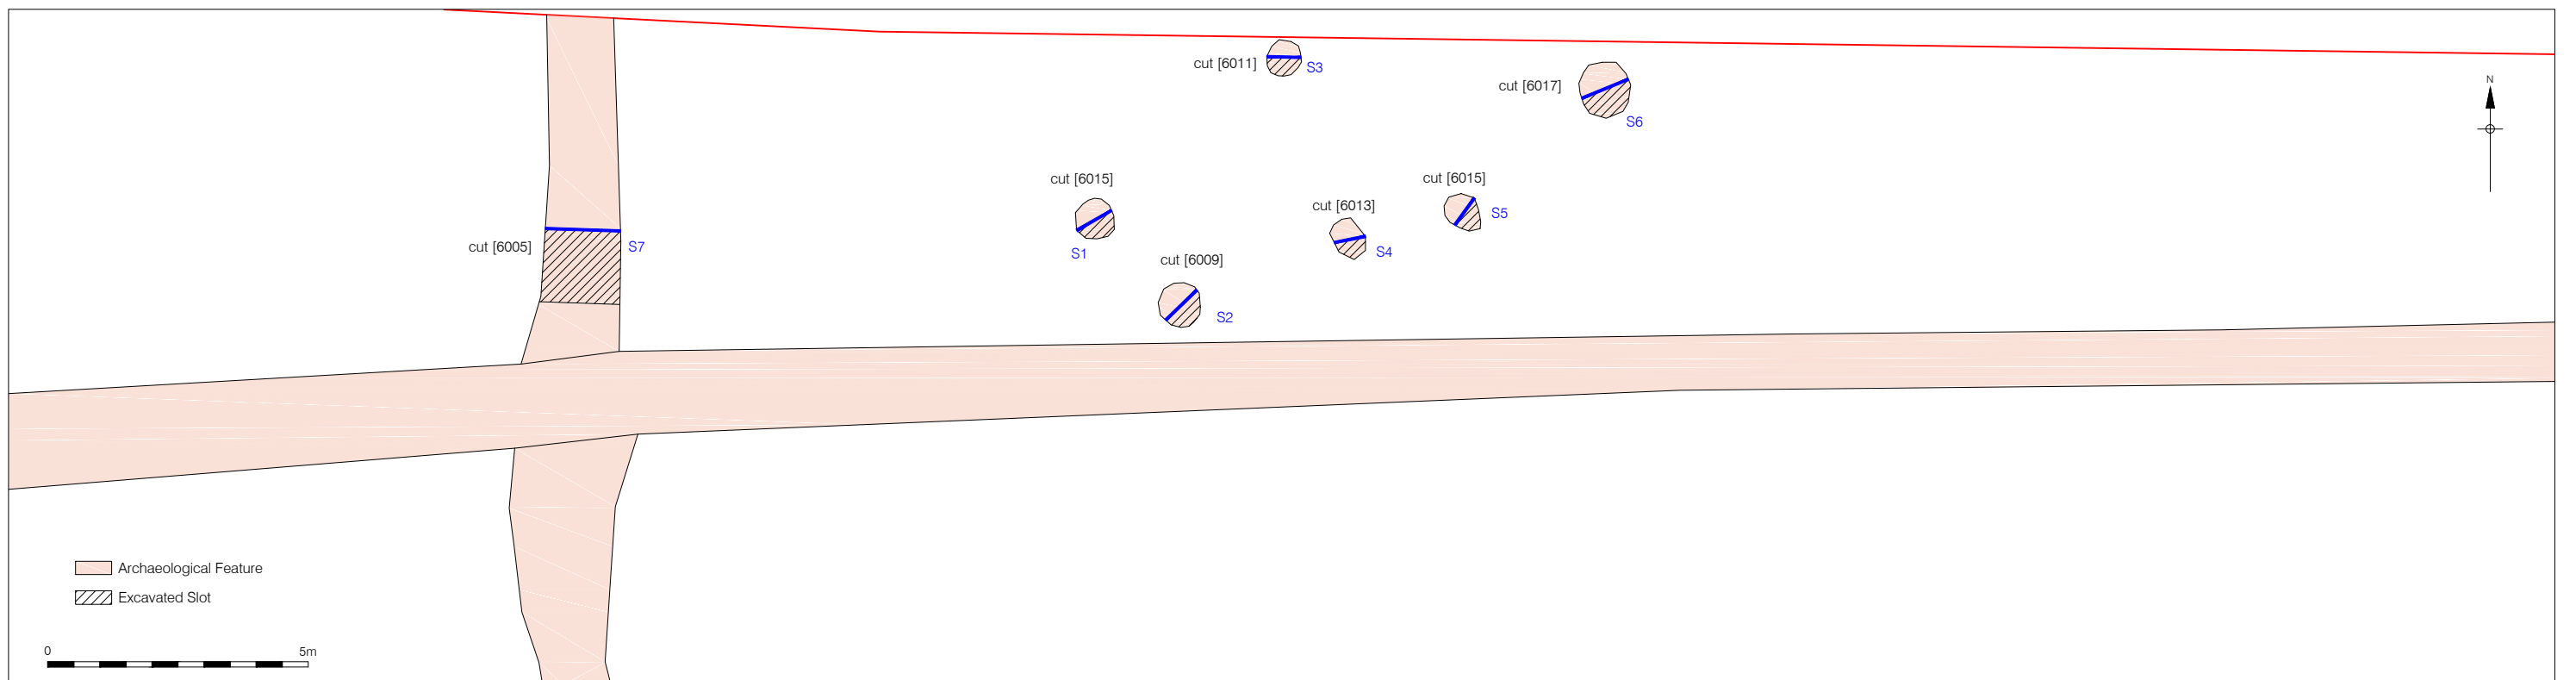 cut [6011]
S3
cut [6017]
S6
N
cut [6015]
S1
cut [6015]
S5
cut [6013]
S4
cut [6005]
S7
cut [6009]
S2
Archaeological Feature
Excavated Slot
0 5m